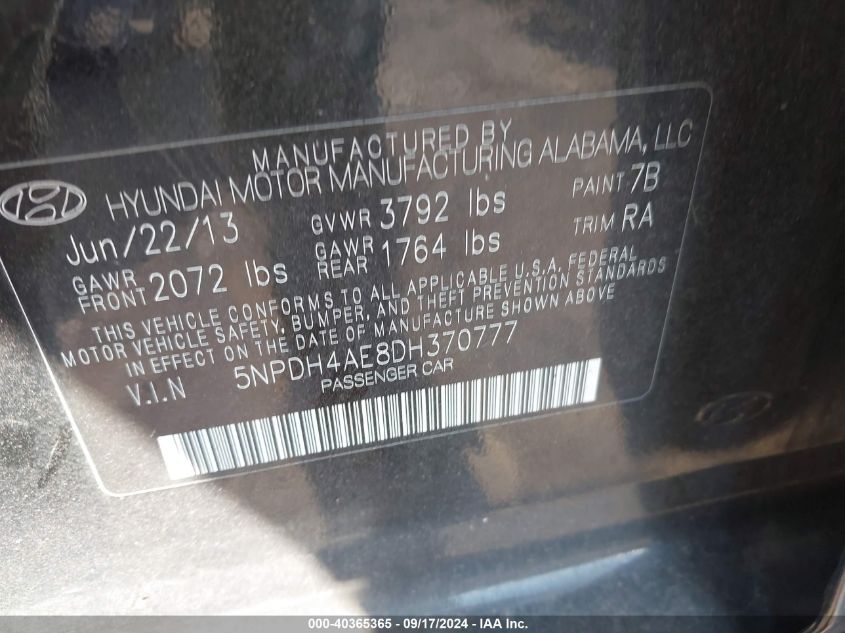 MANUFACTURED BY
HYUNDAI MOTOR MANUFACTURING ALABAMA, LLC
Jun/22/13 GVWR 3792 lbs PAINT 7B
GAWR FRONT 2072 lbs GAWR REAR 1764 lbs TRIM RA
THIS VEHICLE CONFORMS TO ALL APPLICABLE U.S.A. FEDERAL
MOTOR VEHICLE SAFETY, BUMPER, AND THEFT PREVENTION STANDARDS
IN EFFECT ON THE DATE OF MANUFACTURE SHOWN ABOVE
V.I.N 5NPDH4AE8DH370777
PASSENGER CAR
000-40365365 - 09/17/2024 - IAA Inc.